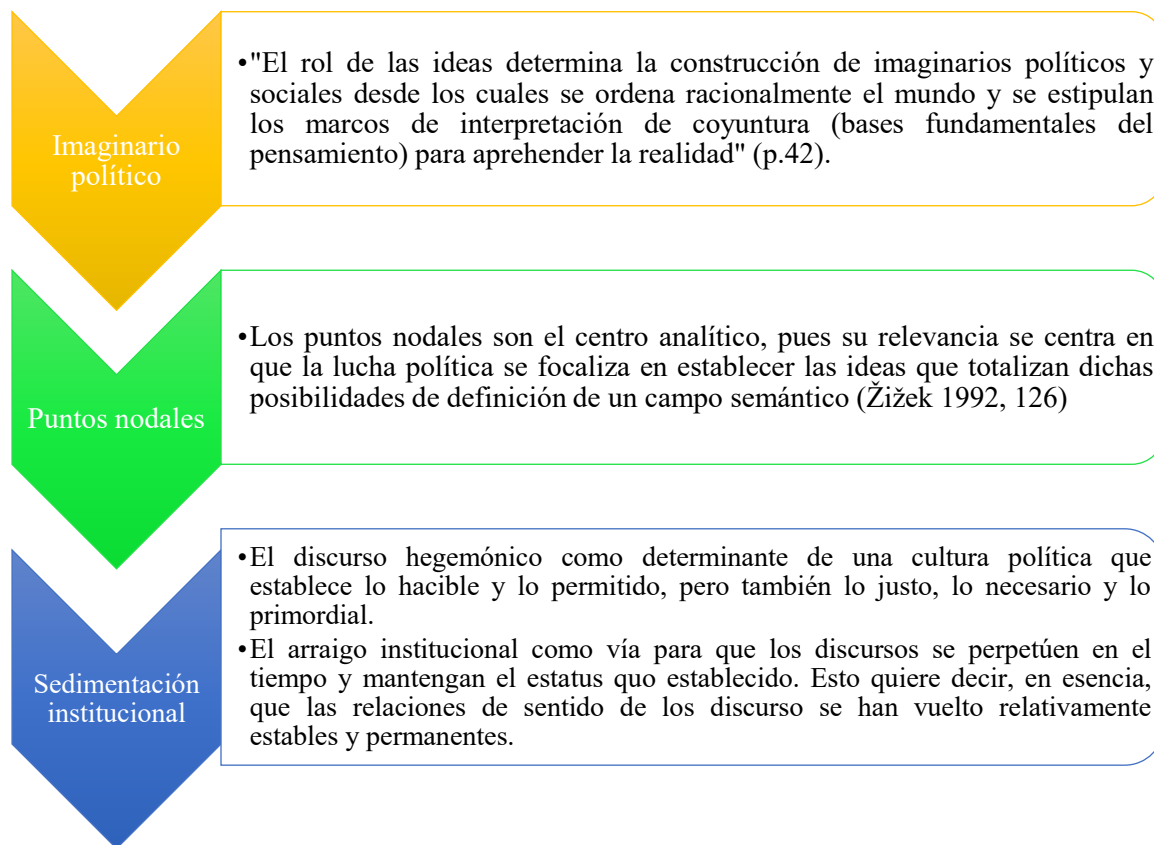 Imaginario
político
•"El rol de las ideas determina la construcción de imaginarios políticos y
sociales desde los cuales se ordena racionalmente el mundo y se estipulan
los marcos de interpretación de coyuntura (bases fundamentales del
pensamiento) para aprehender la realidad" (p.42).
Puntos nodales
•Los puntos nodales son el centro analítico, pues su relevancia se centra en
que la lucha política se focaliza en establecer las ideas que totalizan dichas
posibilidades de definición de un campo semántico (Žižek 1992, 126)
Sedimentación
institucional
•El discurso hegemónico como determinante de una cultura política que
establece lo hacible y lo permitido, pero también lo justo, lo necesario y lo
primordial.
•El arraigo institucional como vía para que los discursos se perpetúen en el
tiempo y mantengan el estatus quo establecido. Esto quiere decir, en esencia,
que las relaciones de sentido de los discurso se han vuelto relativamente
estables y permanentes.